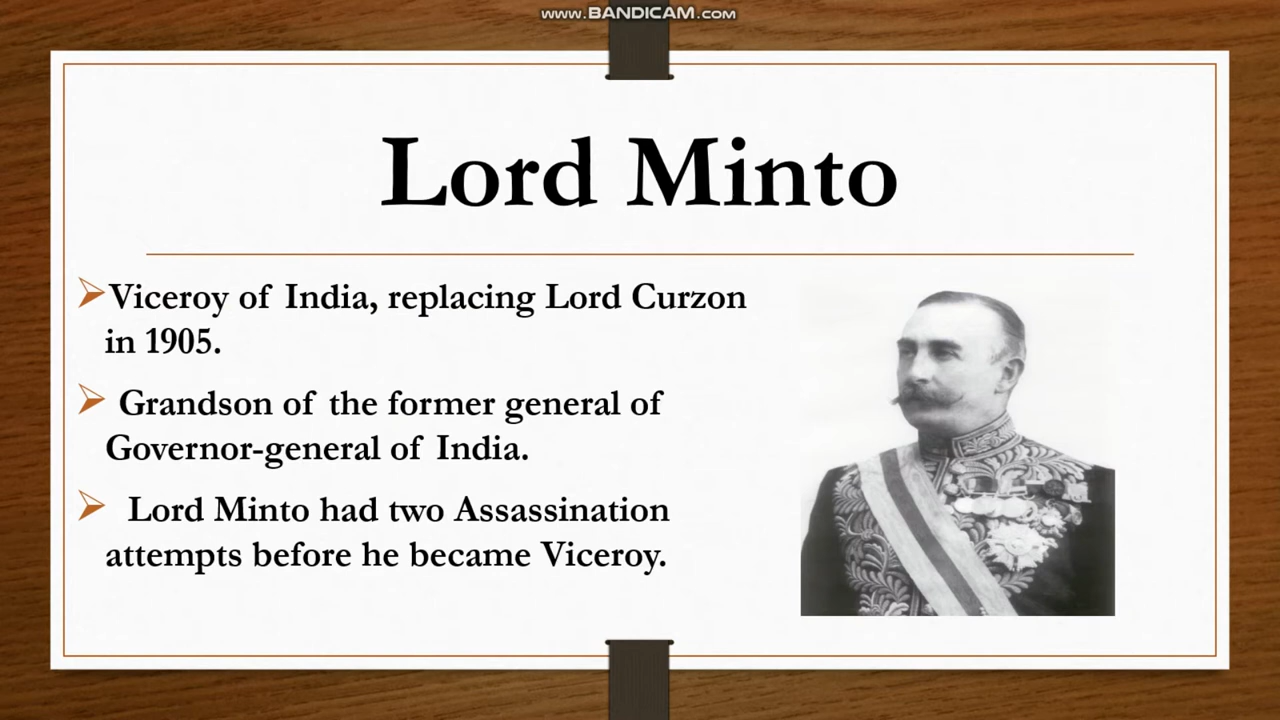 www.BANDICAM.com
Lord Minto
Viceroy of India, replacing Lord Curzon
in 1905.
Grandson of the former general of
Governor-general of India.
Lord Minto had two Assassination
attempts before he became Viceroy.